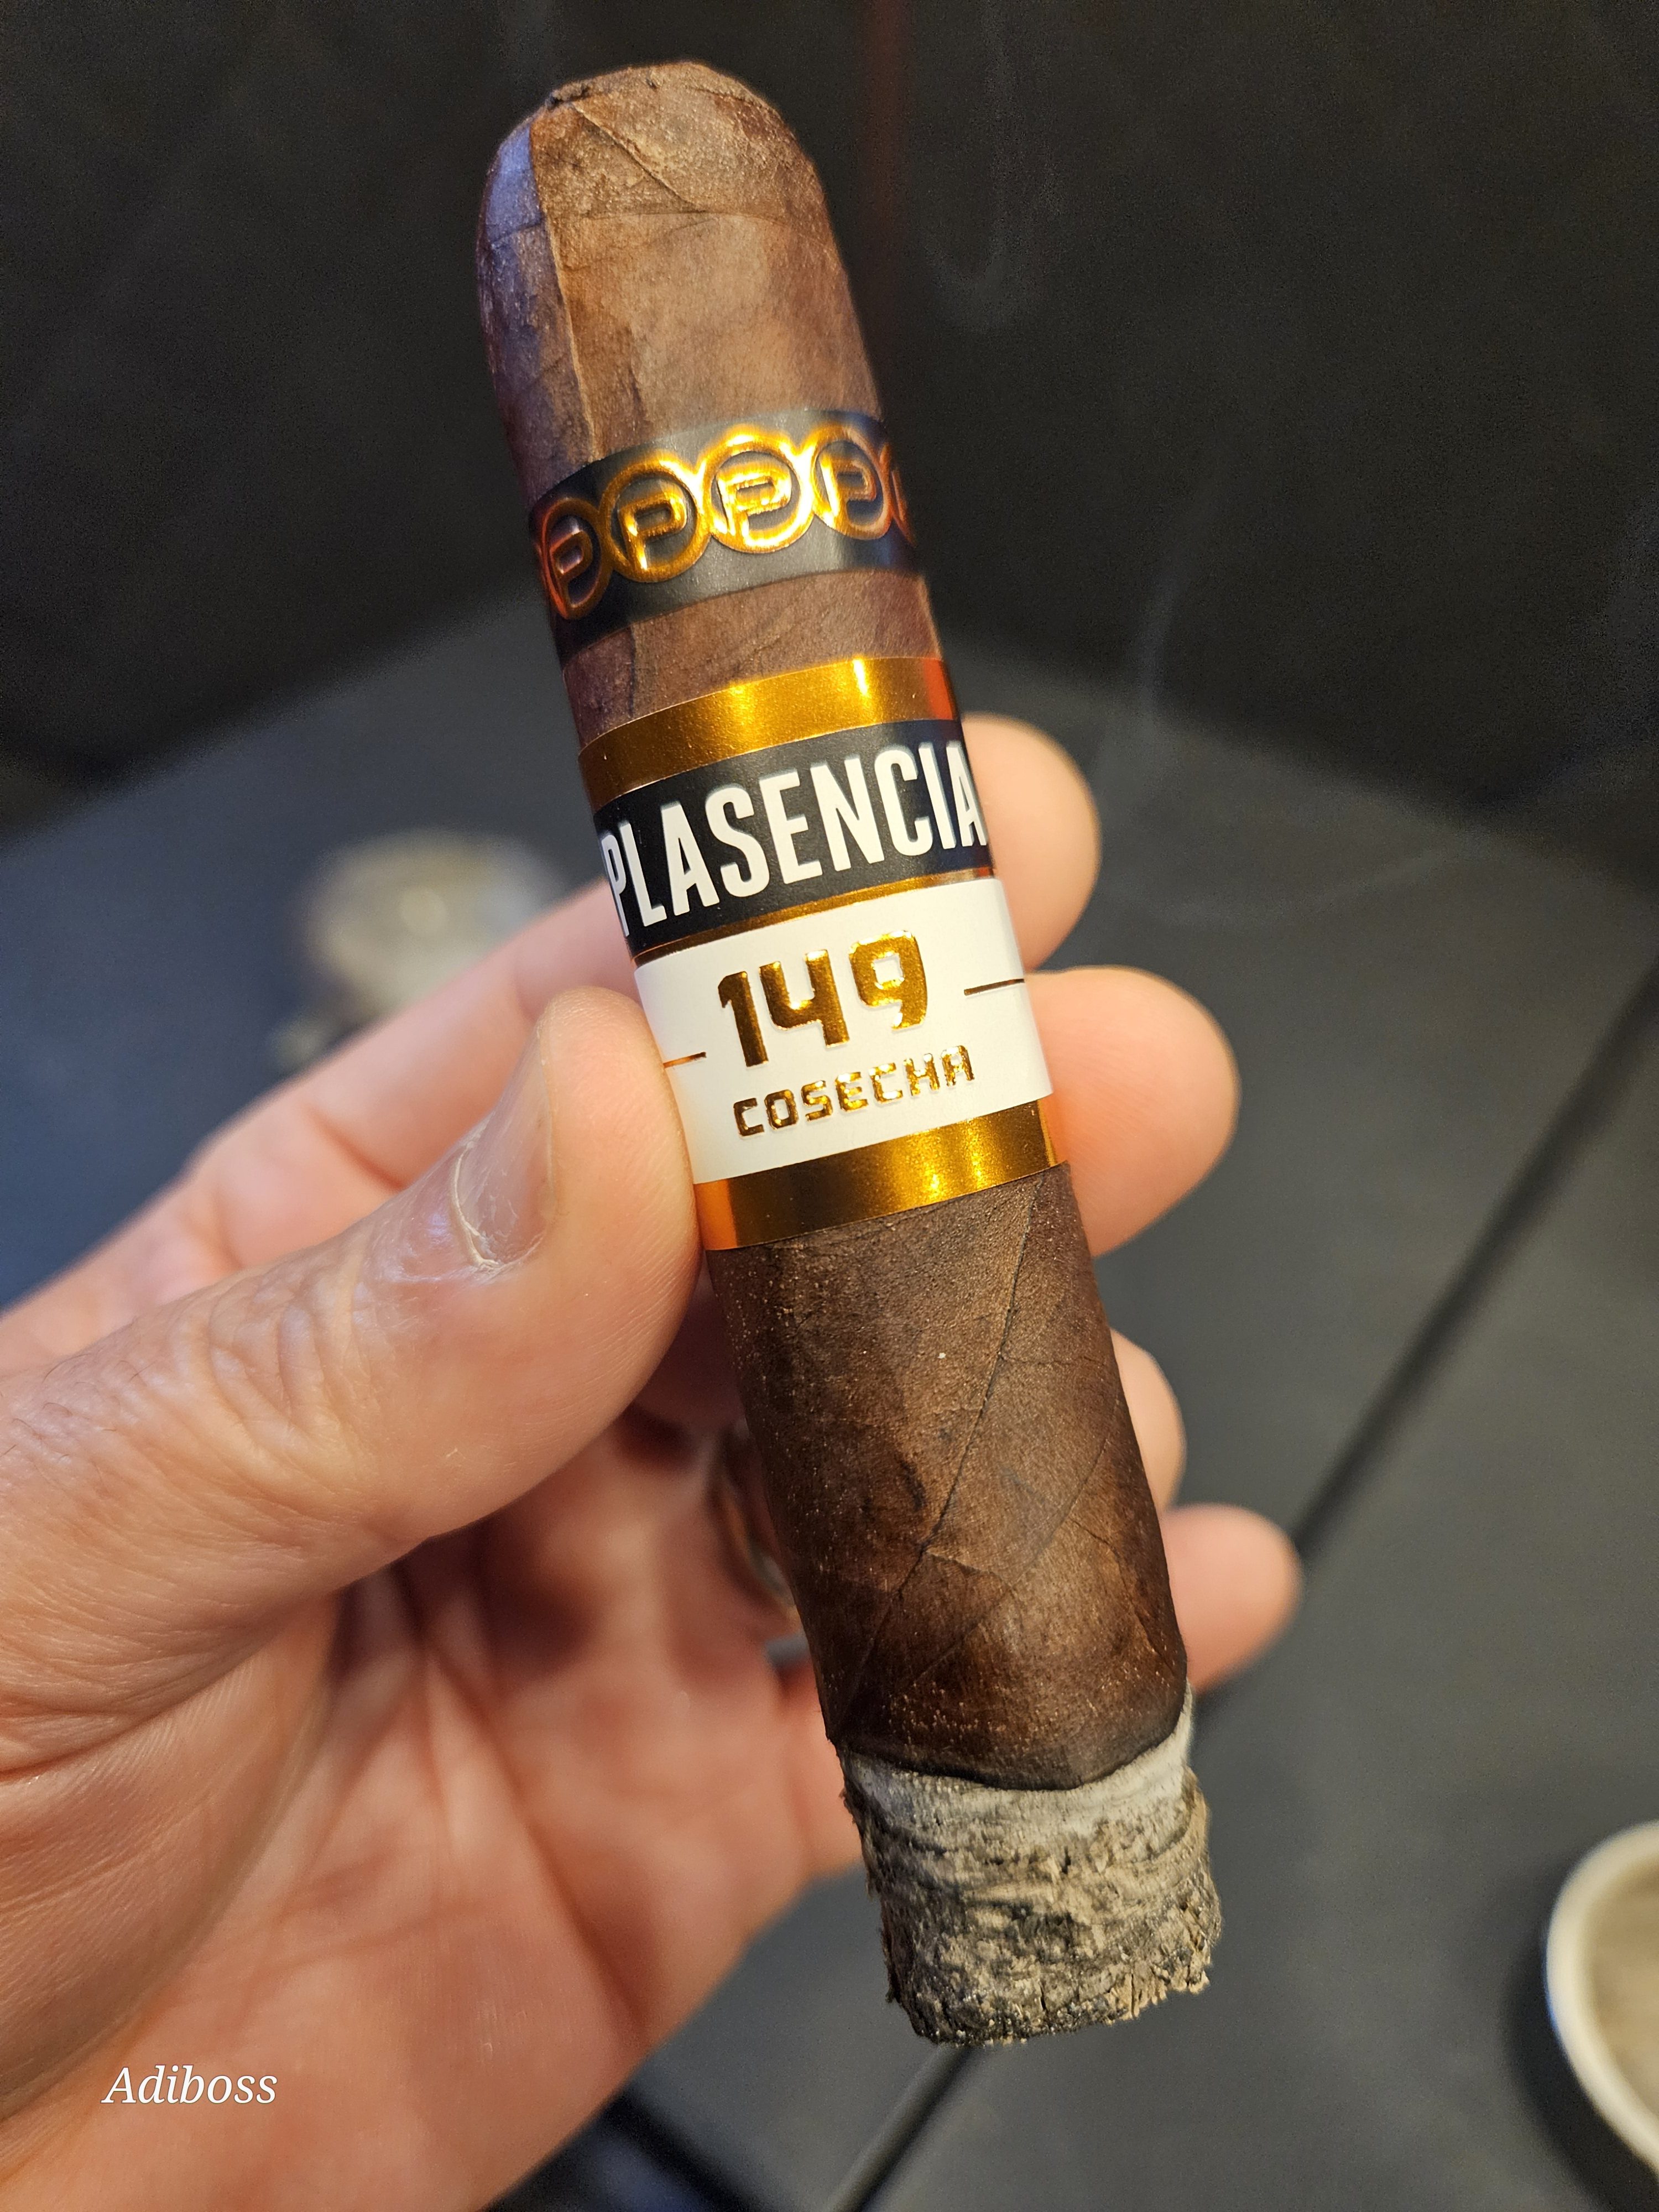 P P P P
PLASENCIA
149
COSECHA
Adiboss